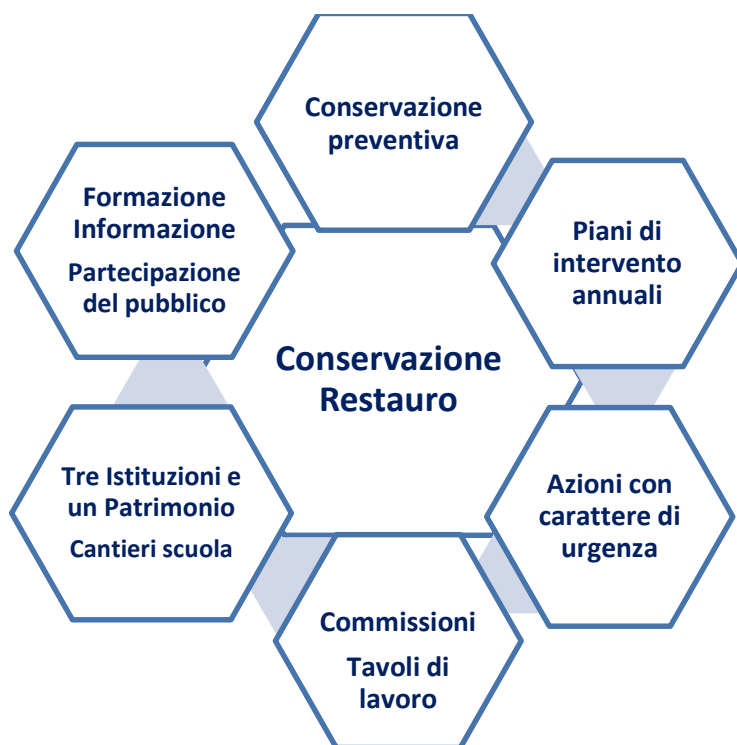 Conservazione
preventiva
Formazione
Informazione
Partecipazione
del pubblico
Piani di
intervento
annuali
Conservazione
Restauro
Tre Istituzioni e
un Patrimonio
Cantieri scuola
Azioni con
carattere di
urgenza
Commissioni
Tavoli di
lavoro